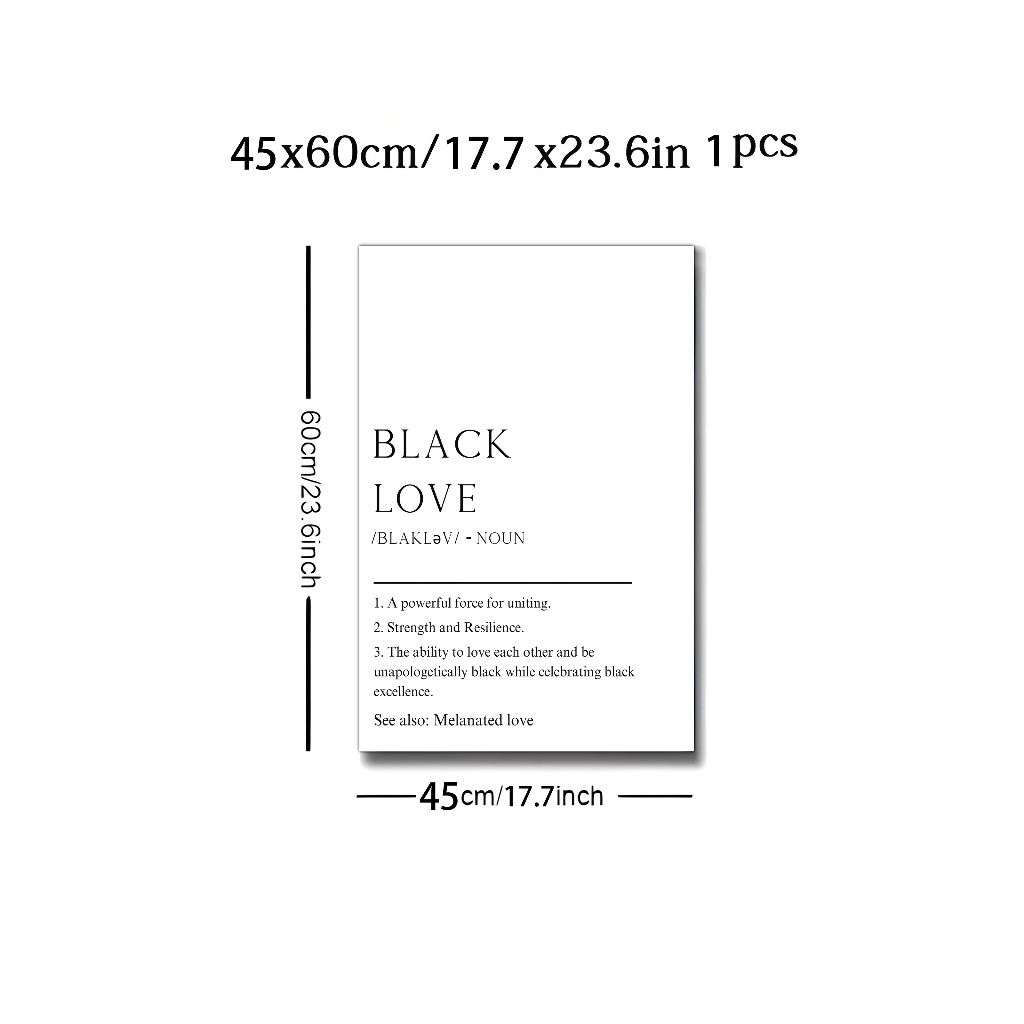 45x60cm/17.7 x23.6in 1pcs
60cm/23.6inch
BLACK
LOVE
/BLAKLəV/ - NOUN
1. A powerful force for uniting.
2. Strength and Resilience.
3. The ability to love each other and be
unapologetically black while celebrating black
excellence.
See also: Melanated love
45cm/17.7inch